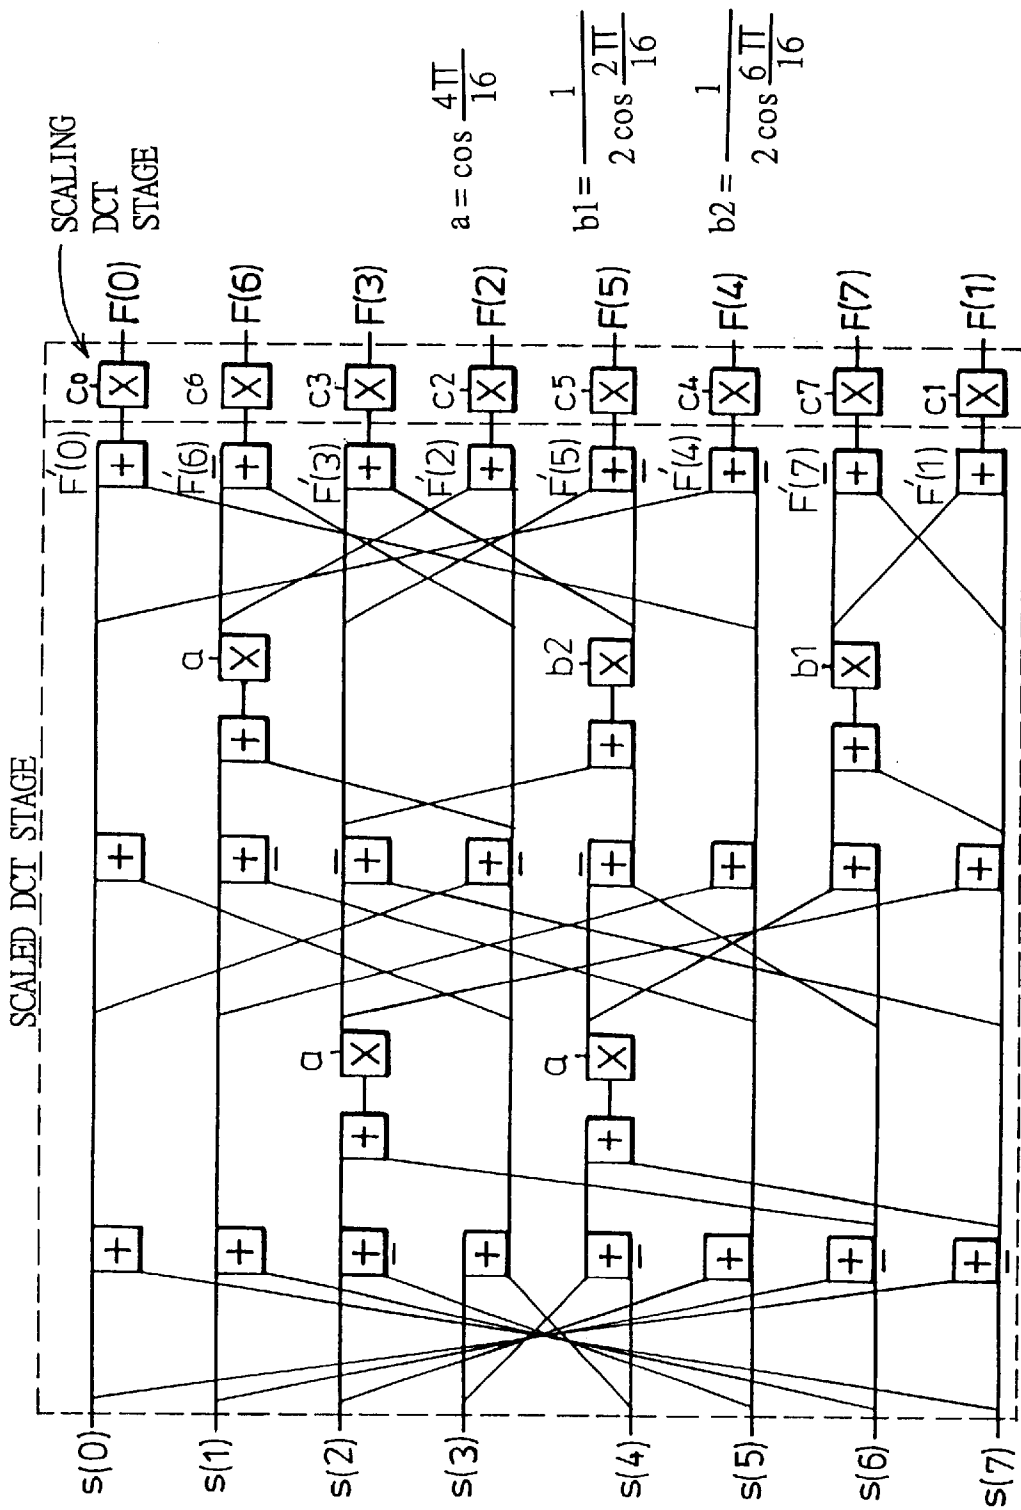 SCALED DCT STAGE
SCALING
DCT
STAGE
s(0)
s(1)
s(2)
s(3)
s(4)
s(5)
s(6)
s(7)
+
+
+
+
+
+
+
+
−
−
−
−
+
+
a
X
a
X
+
+
+
+
+
+
+
+
−
−
−
−
+
+
+
a
X
b2
X
b1
X
F'(0)
F'(6)
F'(3)
F'(2)
F'(5)
F'(4)
F'(7)
F'(1)
+
+
+
+
+
+
+
+
−
−
−
−
c0
c6
c3
c2
c5
c4
c7
c1
X
X
X
X
X
X
X
X
F(0)
F(6)
F(3)
F(2)
F(5)
F(4)
F(7)
F(1)
a = cos 4π/16
b1 = 1/(2 cos 2π/16)
b2 = 1/(2 cos 6π/16)